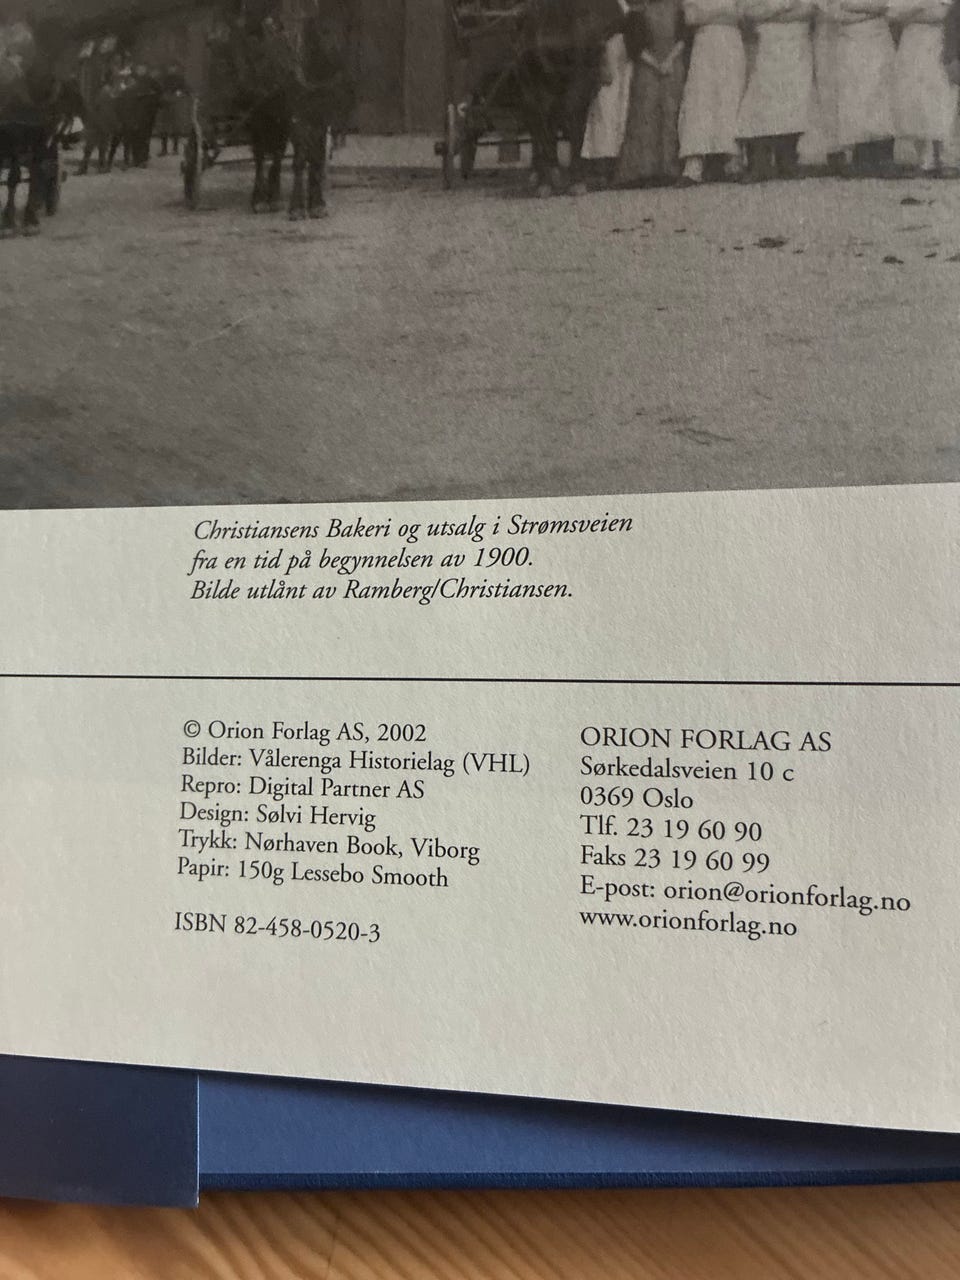 Christiansens Bakeri og utsalg i Strømsveien
fra en tid på begynnelsen av 1900.
Bilde utlånt av Ramberg/Christiansen.
© Orion Forlag AS, 2002
Bilder: Vålerenga Historielag (VHL)
Repro: Digital Partner AS
Design: Sølvi Hervig
Trykk: Nørhaven Book, Viborg
Papir: 150g Lessebo Smooth
ISBN 82-458-0520-3
ORION FORLAG AS
Sørkedalsveien 10 c
0369 Oslo
Tlf. 23 19 60 90
Faks 23 19 60 99
E-post: orion@orionforlag.no
www.orionforlag.no